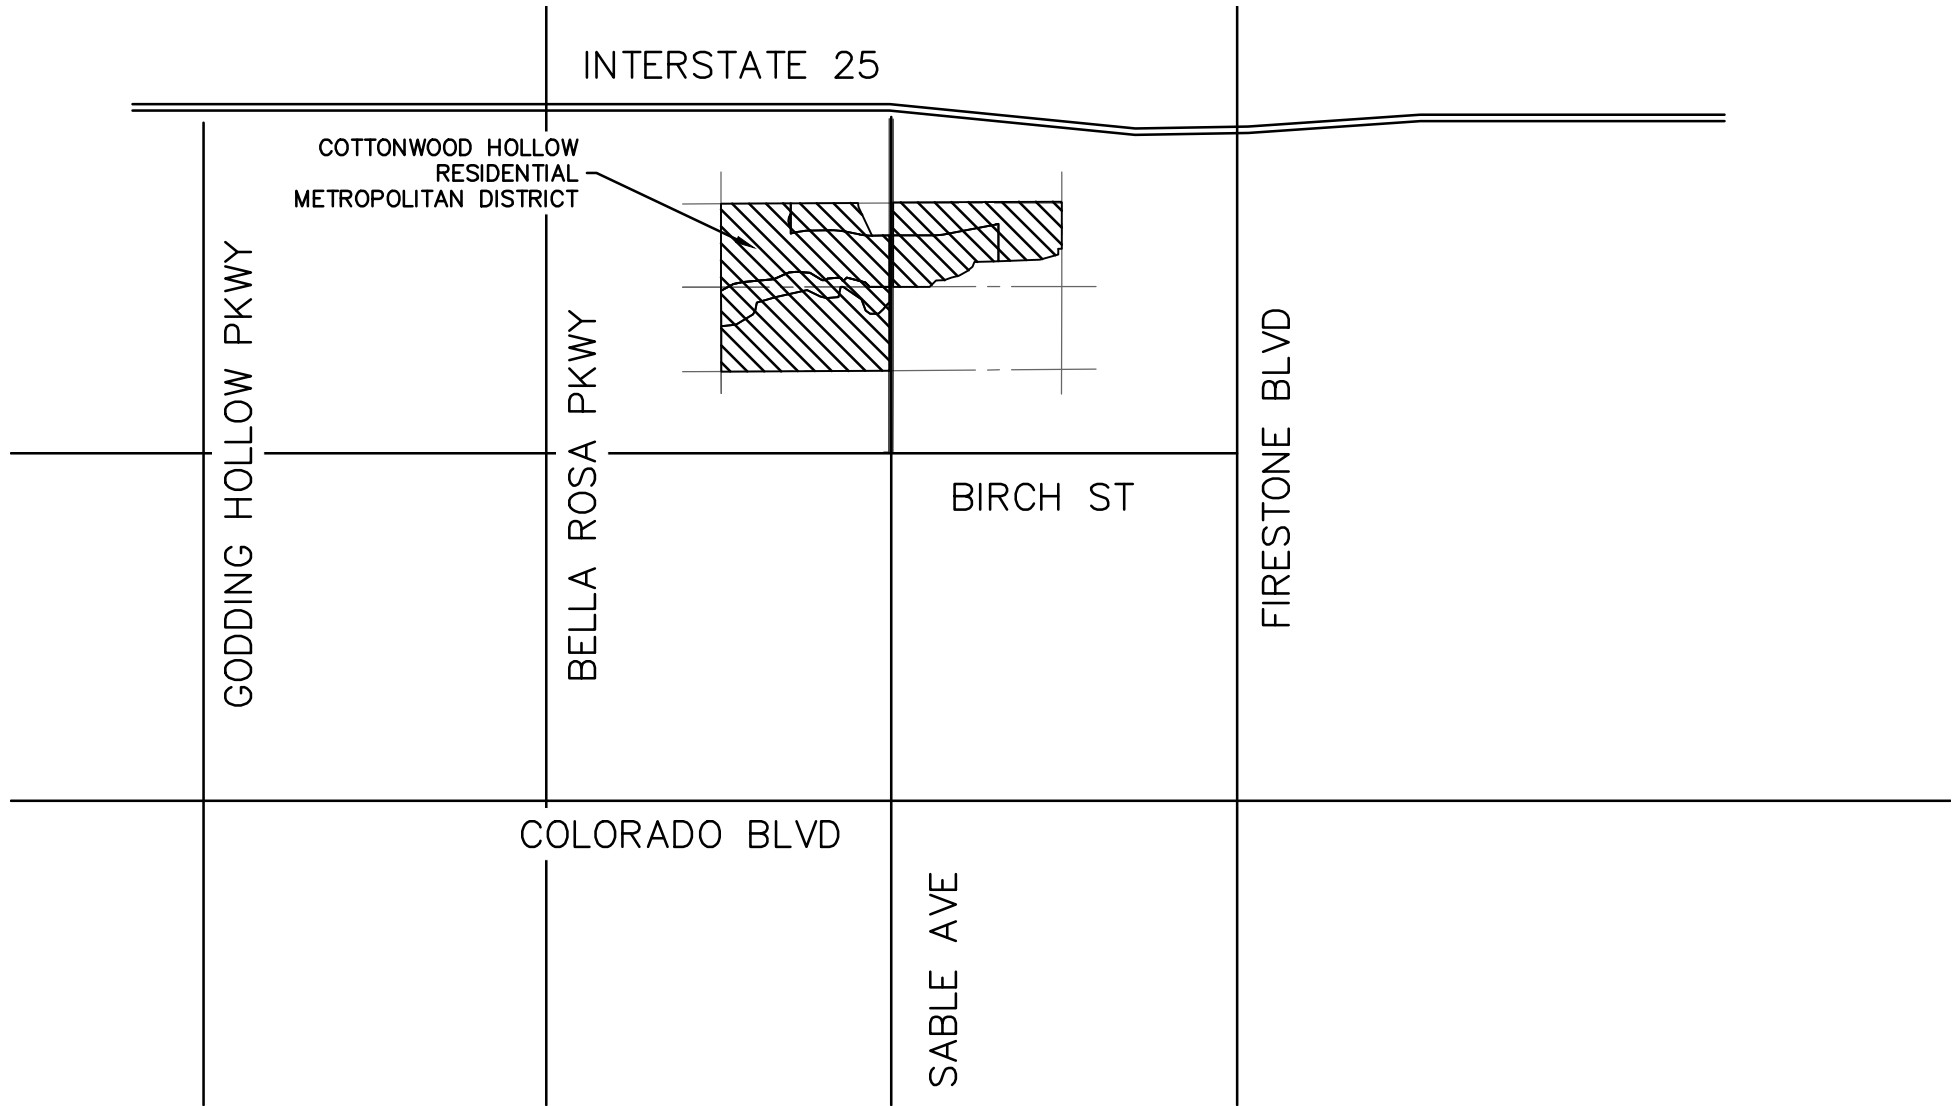 INTERSTATE 25
COTTONWOOD HOLLOW
RESIDENTIAL
METROPOLITAN DISTRICT
GODDING HOLLOW PKWY
BELLA ROSA PKWY
FIRESTONE BLVD
BIRCH ST
COLORADO BLVD
SABLE AVE